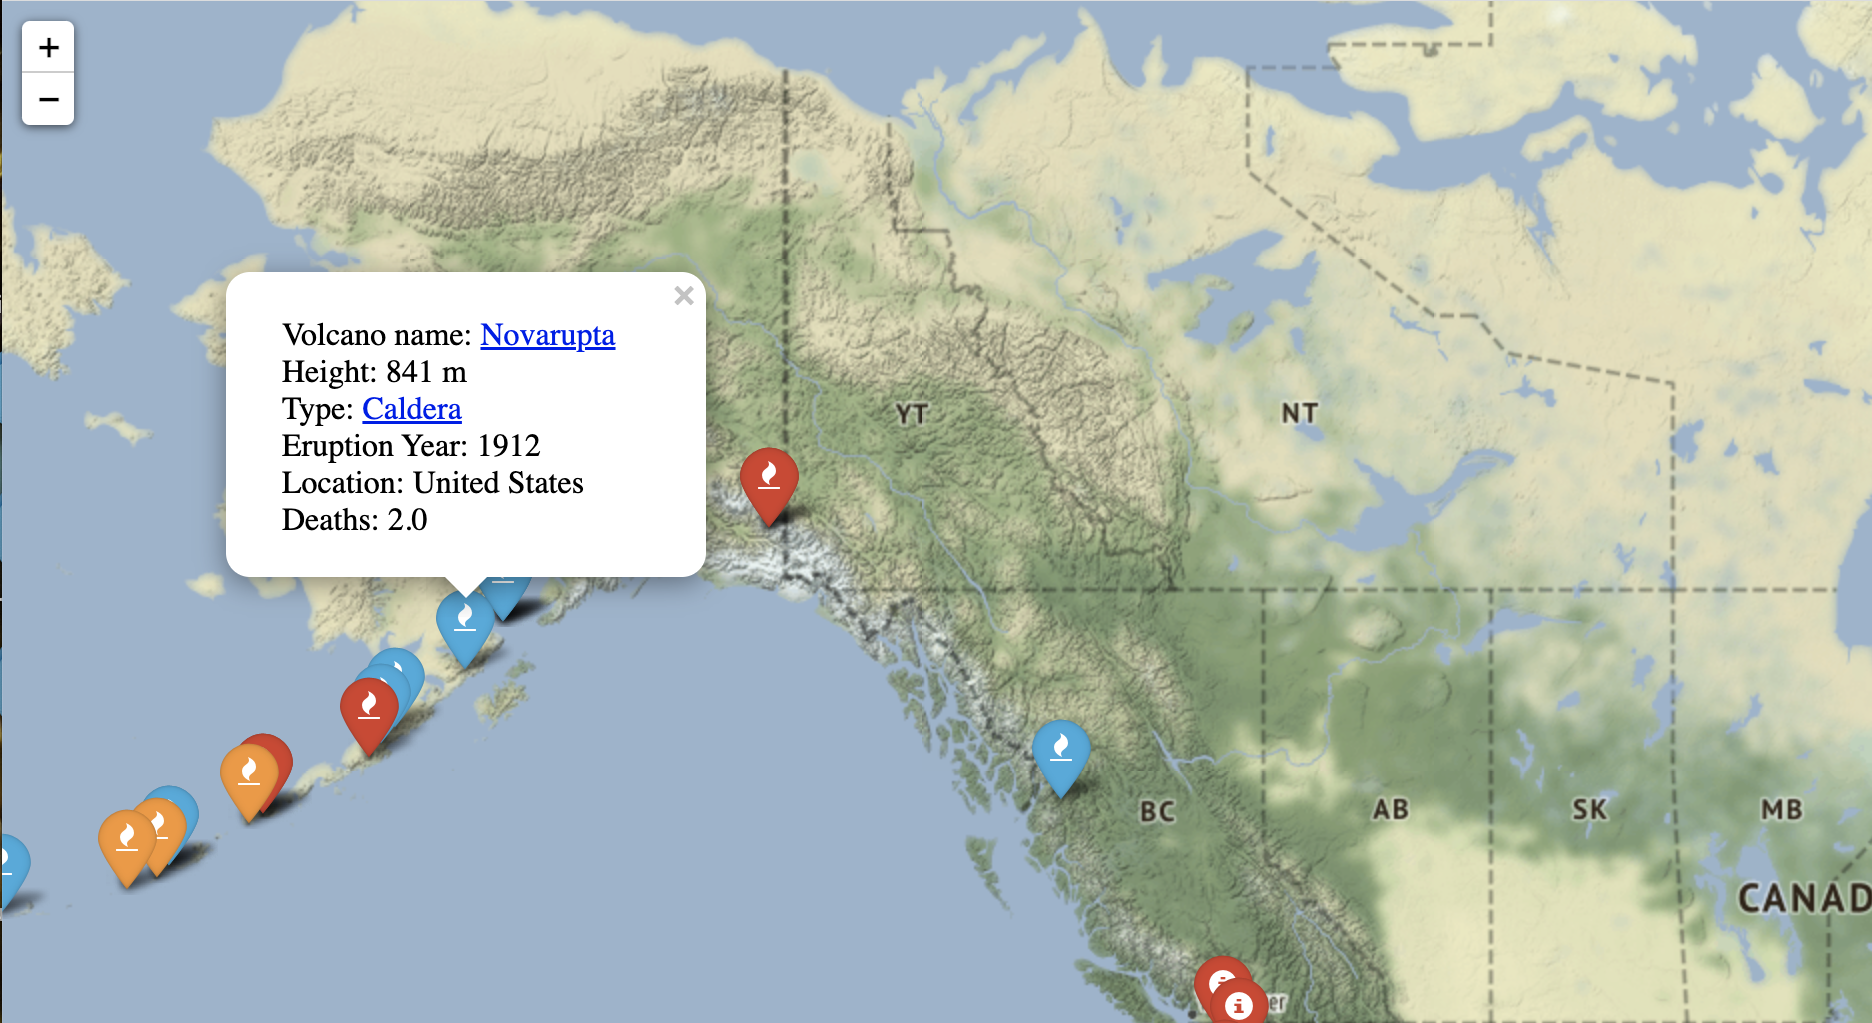 +
−
×
Volcano name: Novarupta
Height: 841 m
Type: Caldera
Eruption Year: 1912
Location: United States
Deaths: 2.0
YT
NT
BC
AB
SK
MB
CANAD
i
er